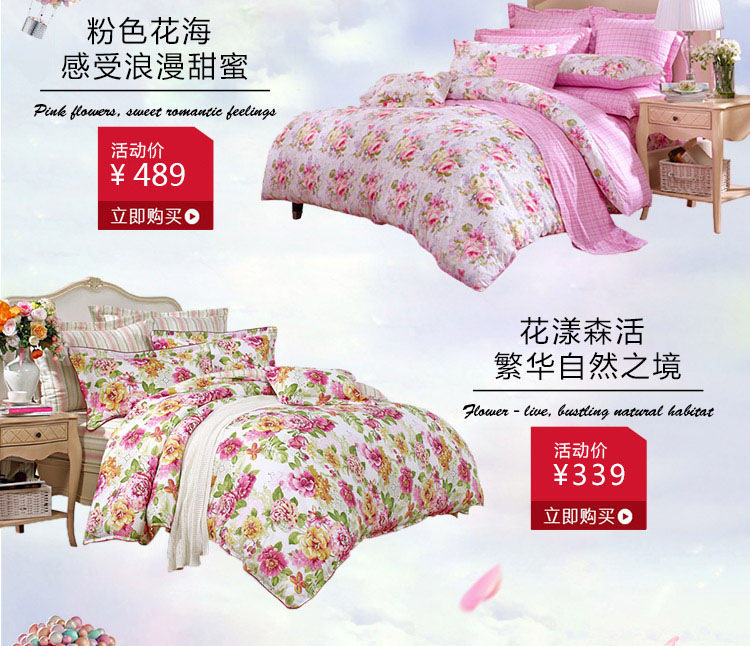 粉色花海
感受浪漫甜蜜
Pink flowers, sweet romantic feelings
活动价
¥ 489
立即购买
花漾森活
繁华自然之境
Flower - live, bustling natural habitat
活动价
¥339
立即购买